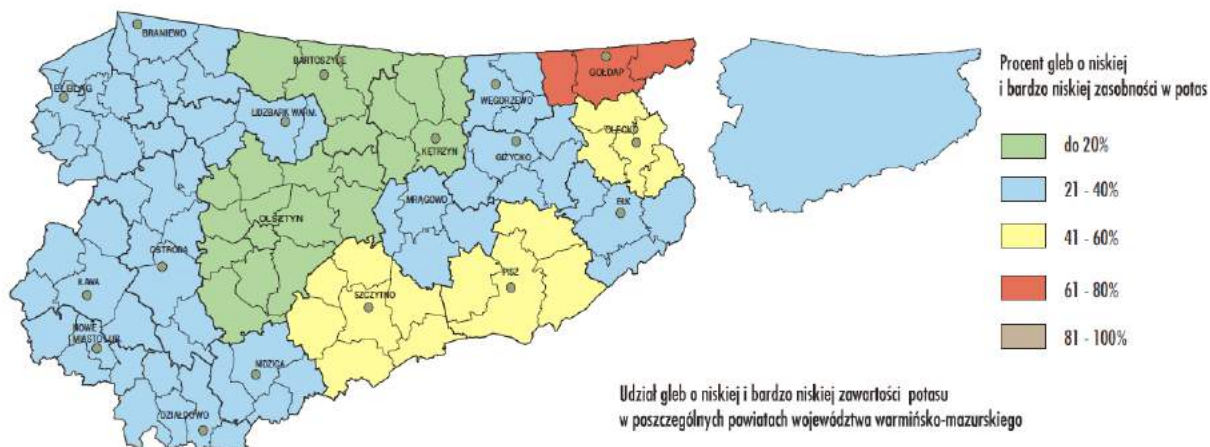 BRANIEWO
BARTOSZYCE
GOŁDAP
ELBLĄG
WĘGORZEWO
LIDZBARK WARM.
OLECKO
KĘTRZYN
GIŻYCKO
MRĄGOWO
EŁK
OLSZTYN
OSTRÓDA
PISZ
IŁAWA
SZCZYTNO
NOWE
MIASTO LUB.
NIDZICA
DZIAŁDOWO
Procent gleb o niskiej
i bardzo niskiej zasobności w potas
do 20%
21 - 40%
41 - 60%
61 - 80%
81 - 100%
Udział gleb o niskiej i bardzo niskiej zawartości potasu
w poszczególnych powiatach województwa warmińsko-mazurskiego